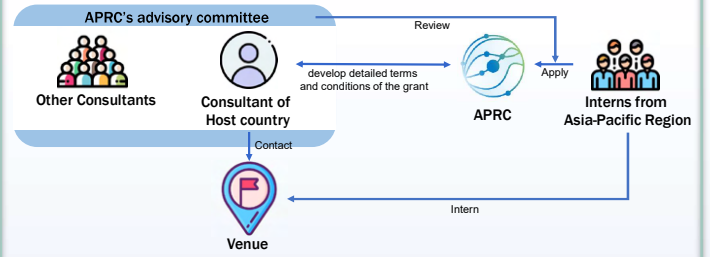 APRC's advisory committee
Review
Other Consultants
Consultant of
Host country
develop detailed terms
and conditions of the grant
APRC
Apply
Interns from
Asia-Pacific Region
Contact
Intern
Venue